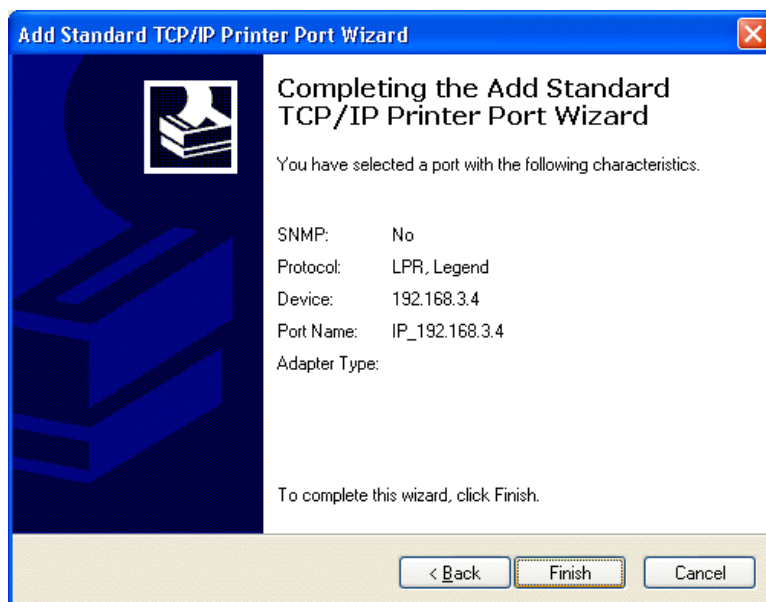 Add Standard TCP/IP Printer Port Wizard
Completing the Add Standard
TCP/IP Printer Port Wizard
You have selected a port with the following characteristics.
SNMP: No
Protocol: LPR, Legend
Device: 192.168.3.4
Port Name: IP_192.168.3.4
Adapter Type:
To complete this wizard, click Finish.
< Back Finish Cancel